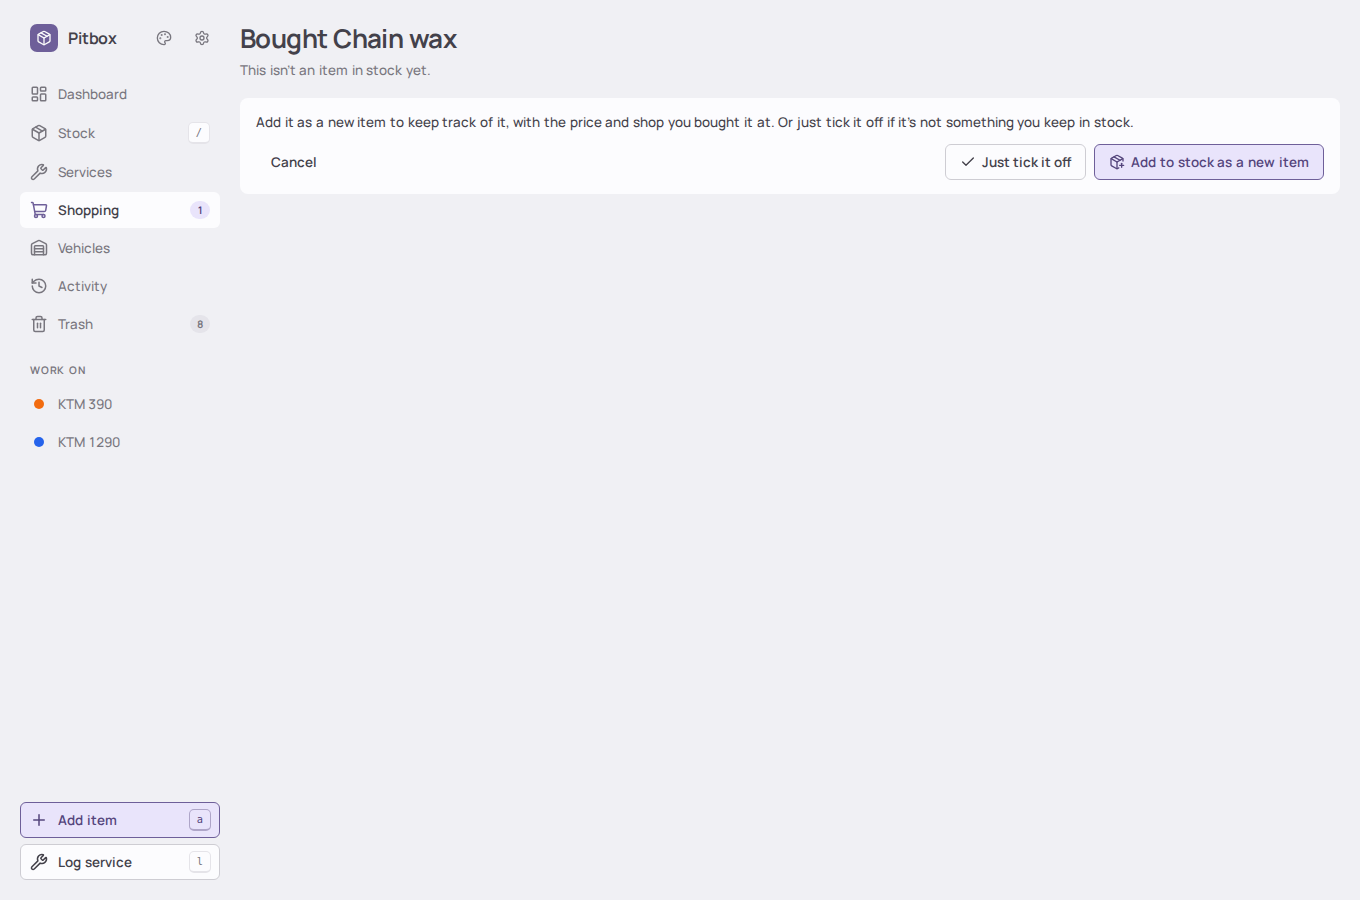 Pitbox
Dashboard
Stock /
Services
Shopping 1
Vehicles
Activity
Trash 8
WORK ON
KTM 390
KTM 1290
Add item a
Log service l
Bought Chain wax
This isn't an item in stock yet.
Add it as a new item to keep track of it, with the price and shop you bought it at. Or just tick it off if it's not something you keep in stock.
Cancel
Just tick it off
Add to stock as a new item